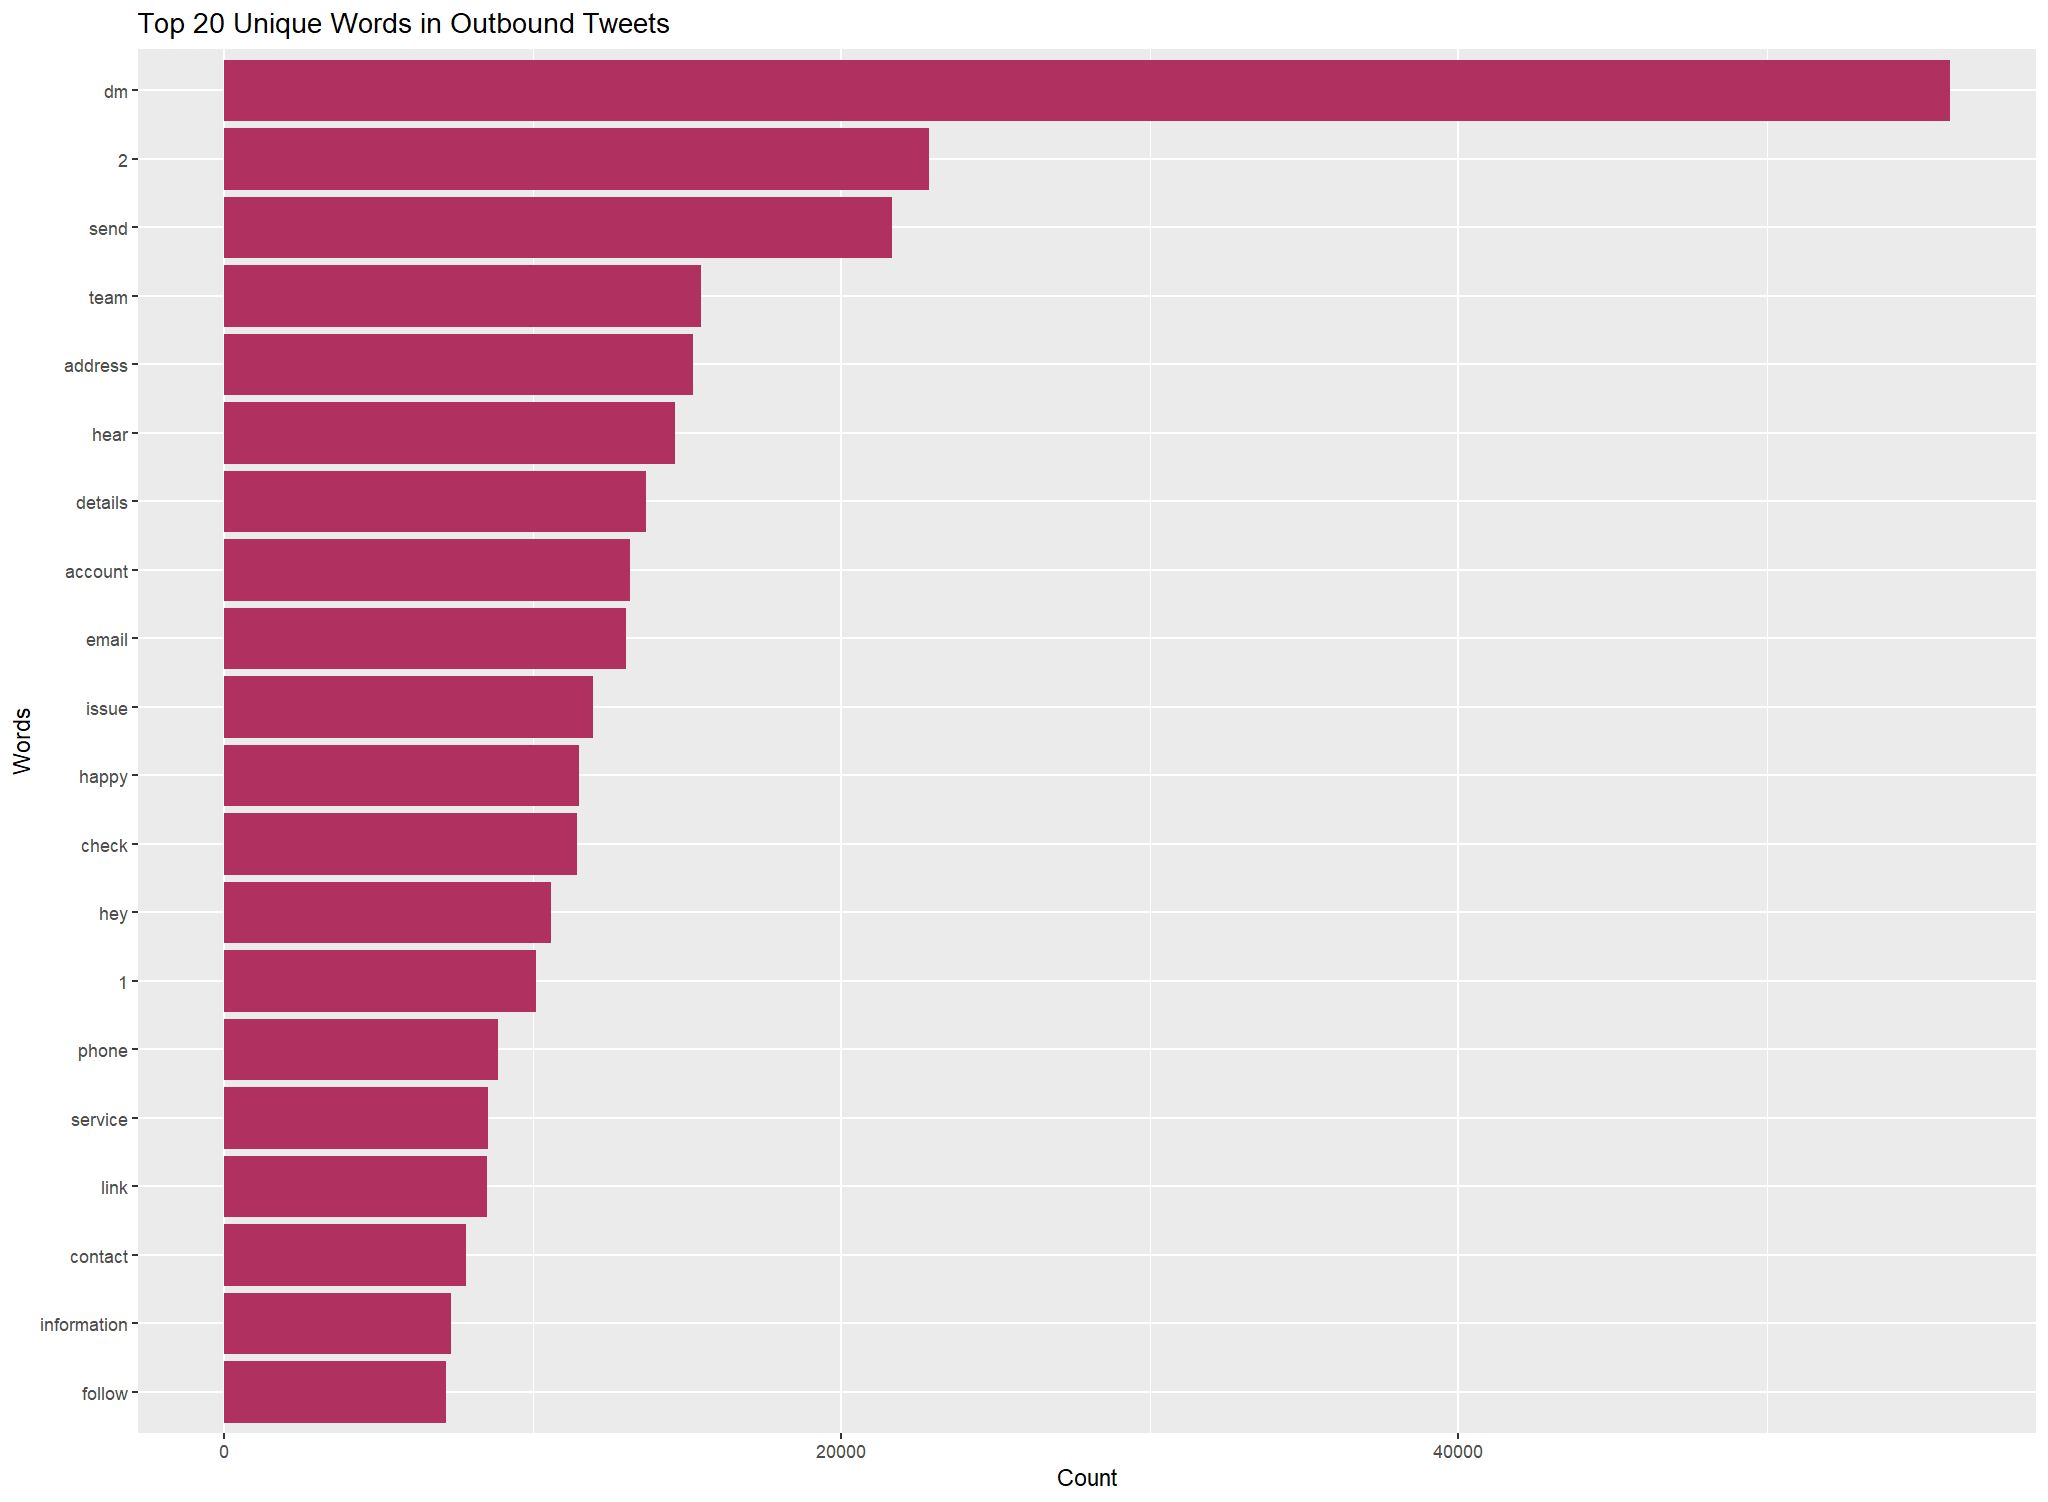 Top 20 Unique Words in Outbound Tweets
dm
2
send
team
address
hear
details
account
email
issue
happy
check
hey
1
phone
service
link
contact
information
follow
Words
0 20000 40000
Count